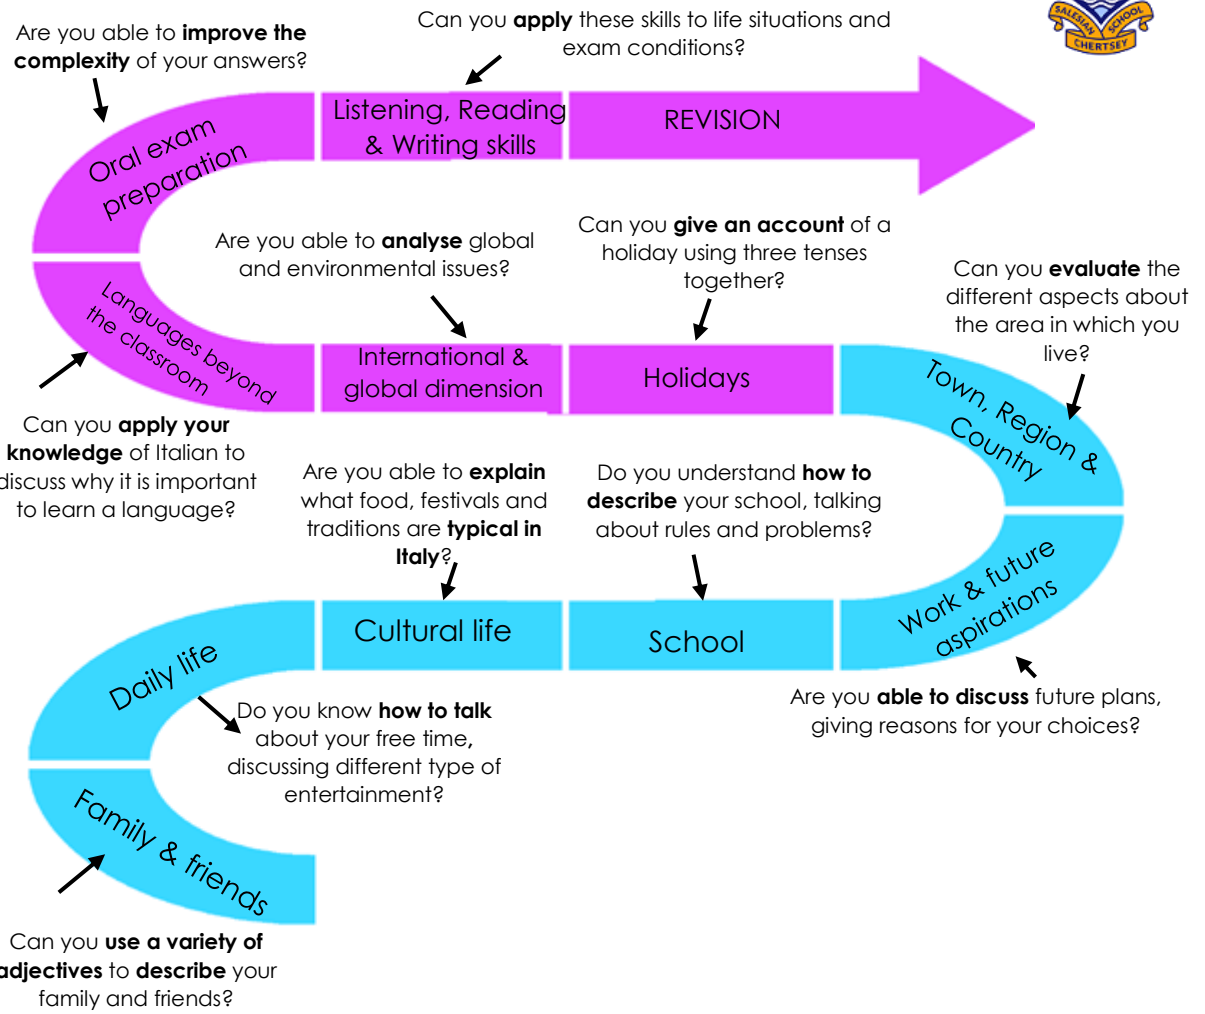 SALESIAN SCHOOL
CHERTSEY
Are you able to improve the
complexity of your answers?
Can you apply these skills to life situations and
exam conditions?
Oral exam
preparation
Listening, Reading
& Writing skills
REVISION
Are you able to analyse global
and environmental issues?
Can you give an account of a
holiday using three tenses
together?
Can you evaluate the
different aspects about
the area in which you
live?
Languages beyond
the classroom
International &
global dimension
Holidays
Town, Region &
Country
Can you apply your
knowledge of Italian to
discuss why it is important
to learn a language?
Are you able to explain
what food, festivals and
traditions are typical in
Italy?
Do you understand how to
describe your school, talking
about rules and problems?
Work & future
aspirations
Daily life
Cultural life
School
Do you know how to talk
about your free time,
discussing different type of
entertainment?
Are you able to discuss future plans,
giving reasons for your choices?
Family & friends
Can you use a variety of
adjectives to describe your
family and friends?